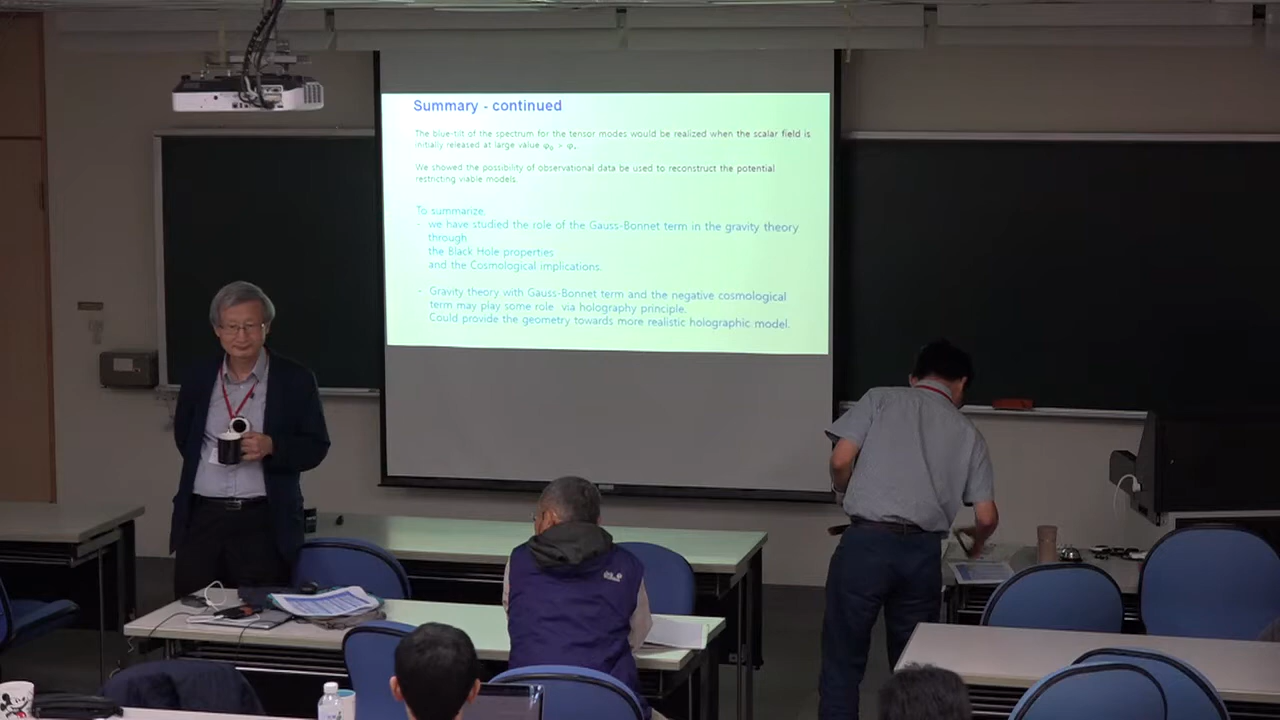 Summary - continued
The blue-tilt of the spectrum for the tensor modes would be realized when the scalar field is
initially released at large value φ₀ > φ⁎
We showed the possibility of observational data be used to reconstruct the potential
restricting viable models.
To summarize,
- we have studied the role of the Gauss-Bonnet term in the gravity theory
through
the Black Hole properties
and the Cosmological implications.
- Gravity theory with Gauss-Bonnet term and the negative cosmological
term may play some role via holography principle.
Could provide the geometry towards more realistic holographic model.